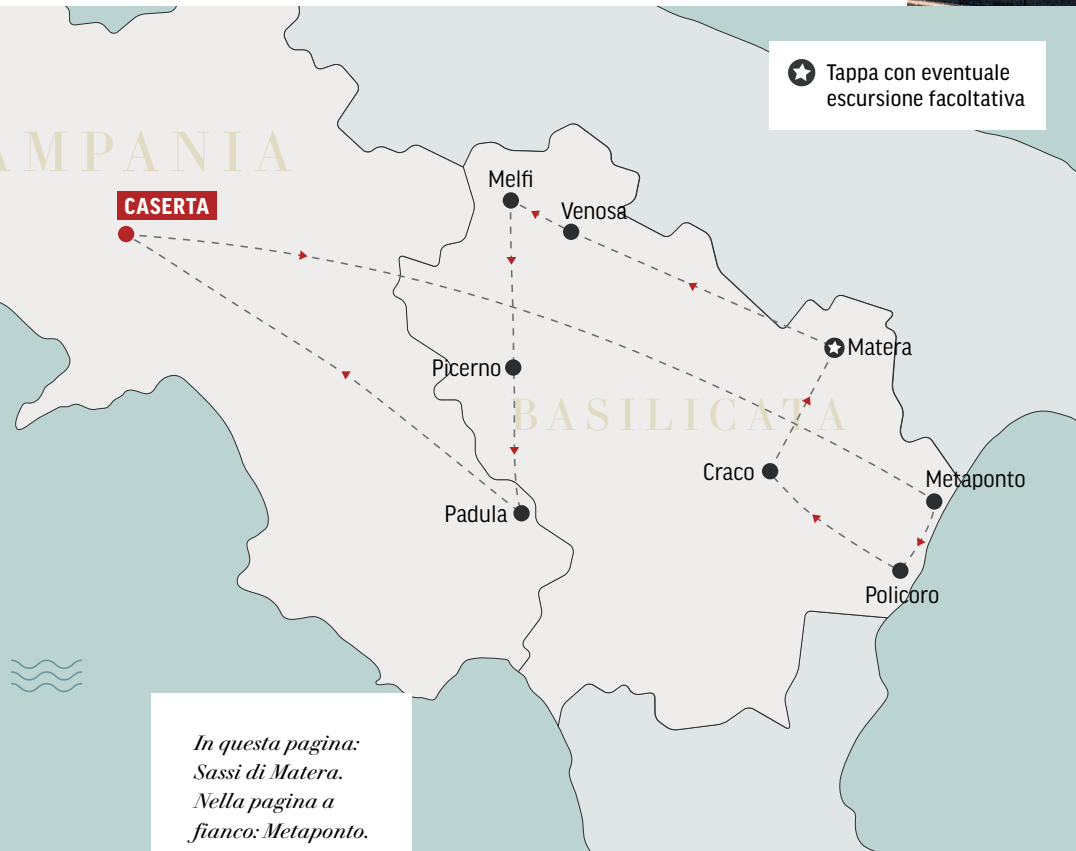 Tappa con eventuale
escursione facoltativa
AMPANIA
CASERTA
Melfi
Venosa
Matera
Picerno
BASILICATA
Craco
Metaponto
Padula
Policoro
In questa pagina:
Sassi di Matera.
Nella pagina a
fianco: Metaponto.